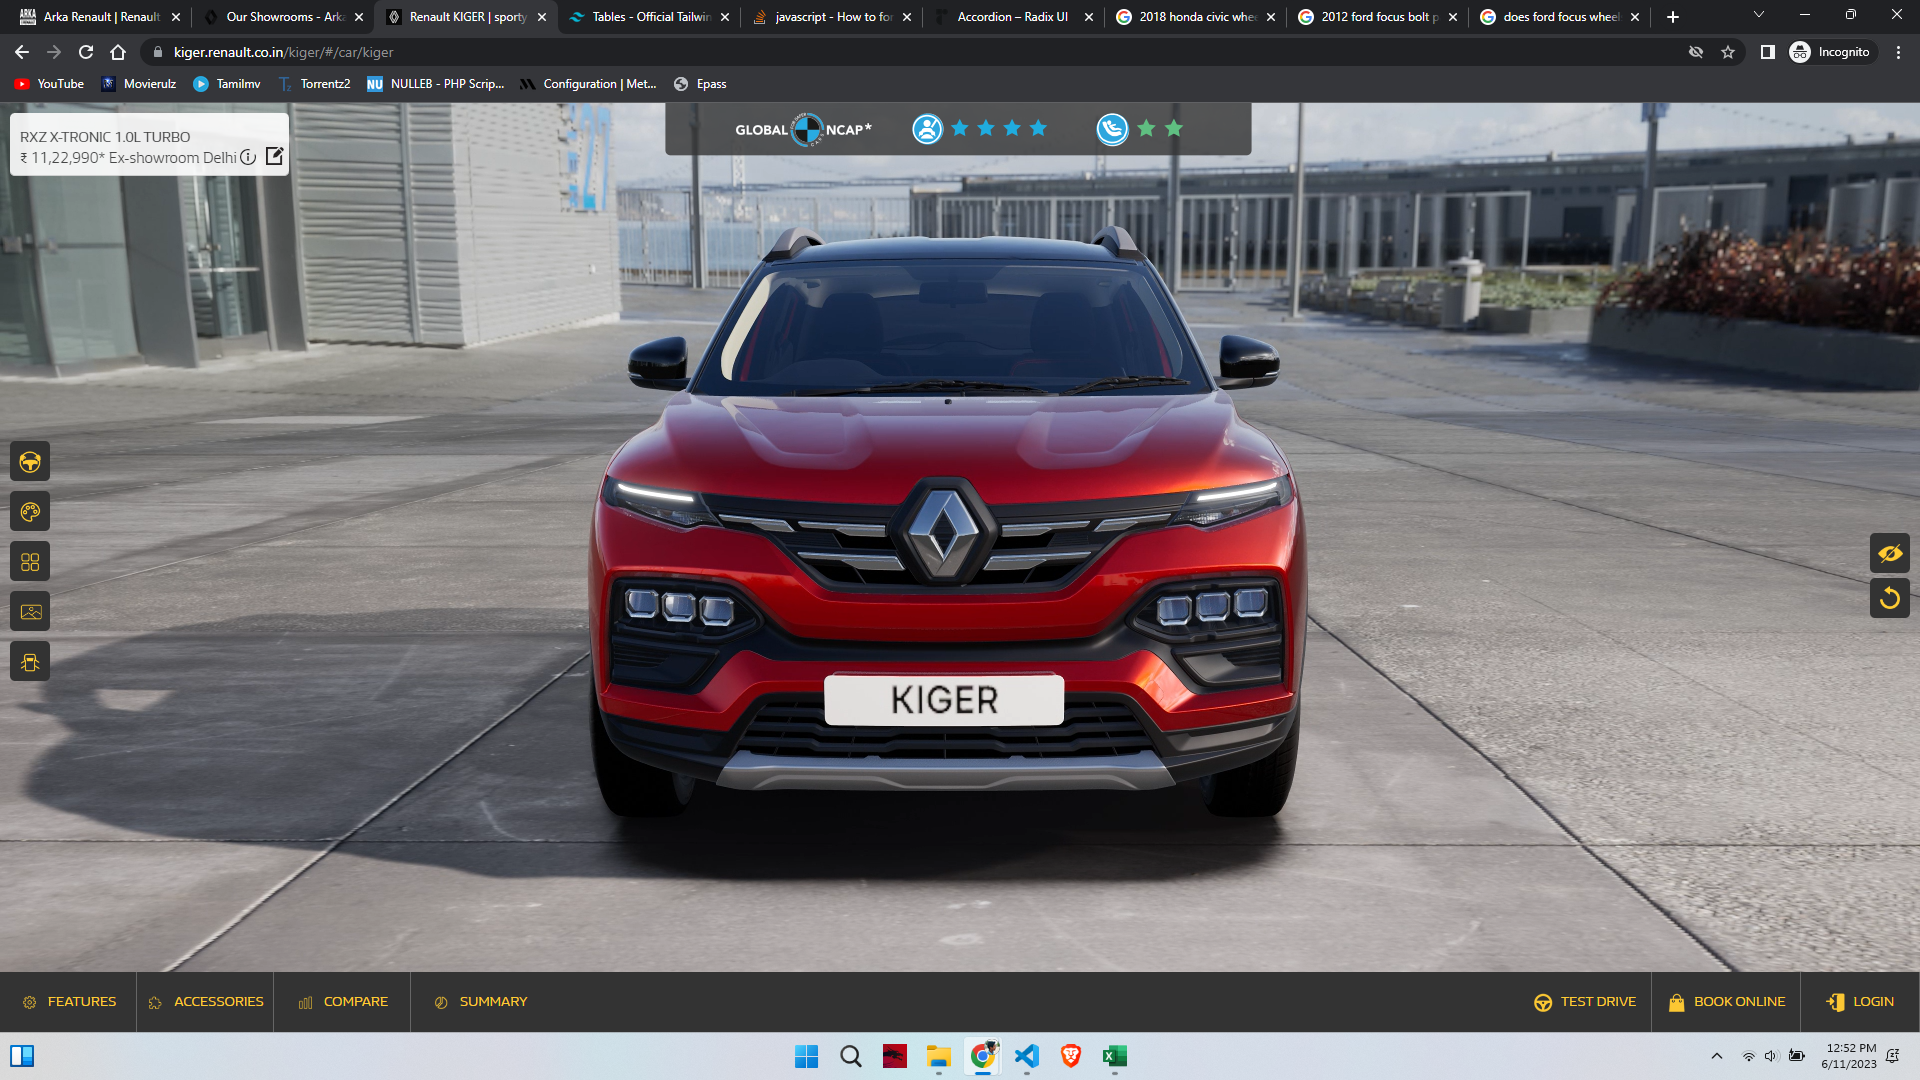 Arka Renault | Renault
Our Showrooms - Arka
Renault KIGER | sporty
Tables - Official Tailwin
javascript - How to for
Accordion – Radix UI
2018 honda civic whee
2012 ford focus bolt p
does ford focus wheel
kiger.renault.co.in/kiger/#/car/kiger
Incognito
YouTube
Movierulz
Tamilmv
Torrentz2
NULLEB - PHP Scrip...
Configuration | Met...
Epass
RXZ X-TRONIC 1.0L TURBO
₹ 11,22,990* Ex-showroom Delhi
GLOBAL NCAP*
KIGER
FEATURES
ACCESSORIES
COMPARE
SUMMARY
TEST DRIVE
BOOK ONLINE
LOGIN
12:52 PM
6/11/2023